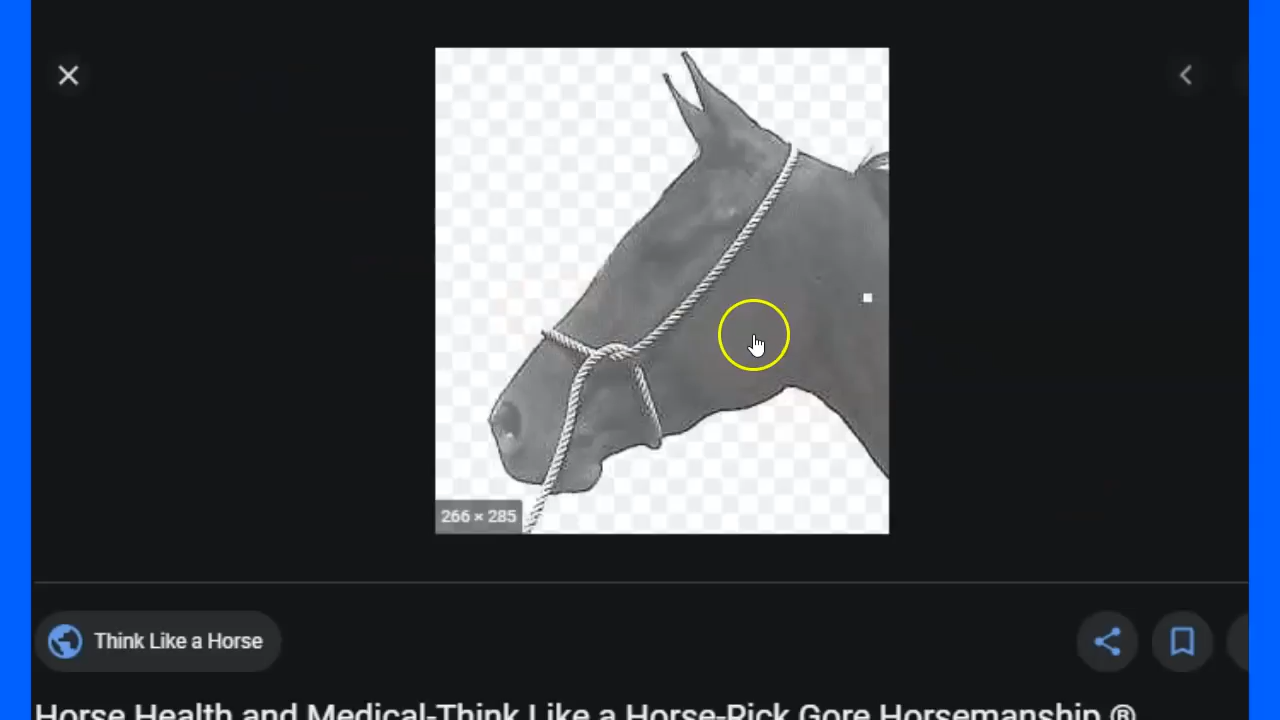 266 × 285
Think Like a Horse
Horse Health and Medical-Think Like a Horse-Rick Gore Horsemanship ®